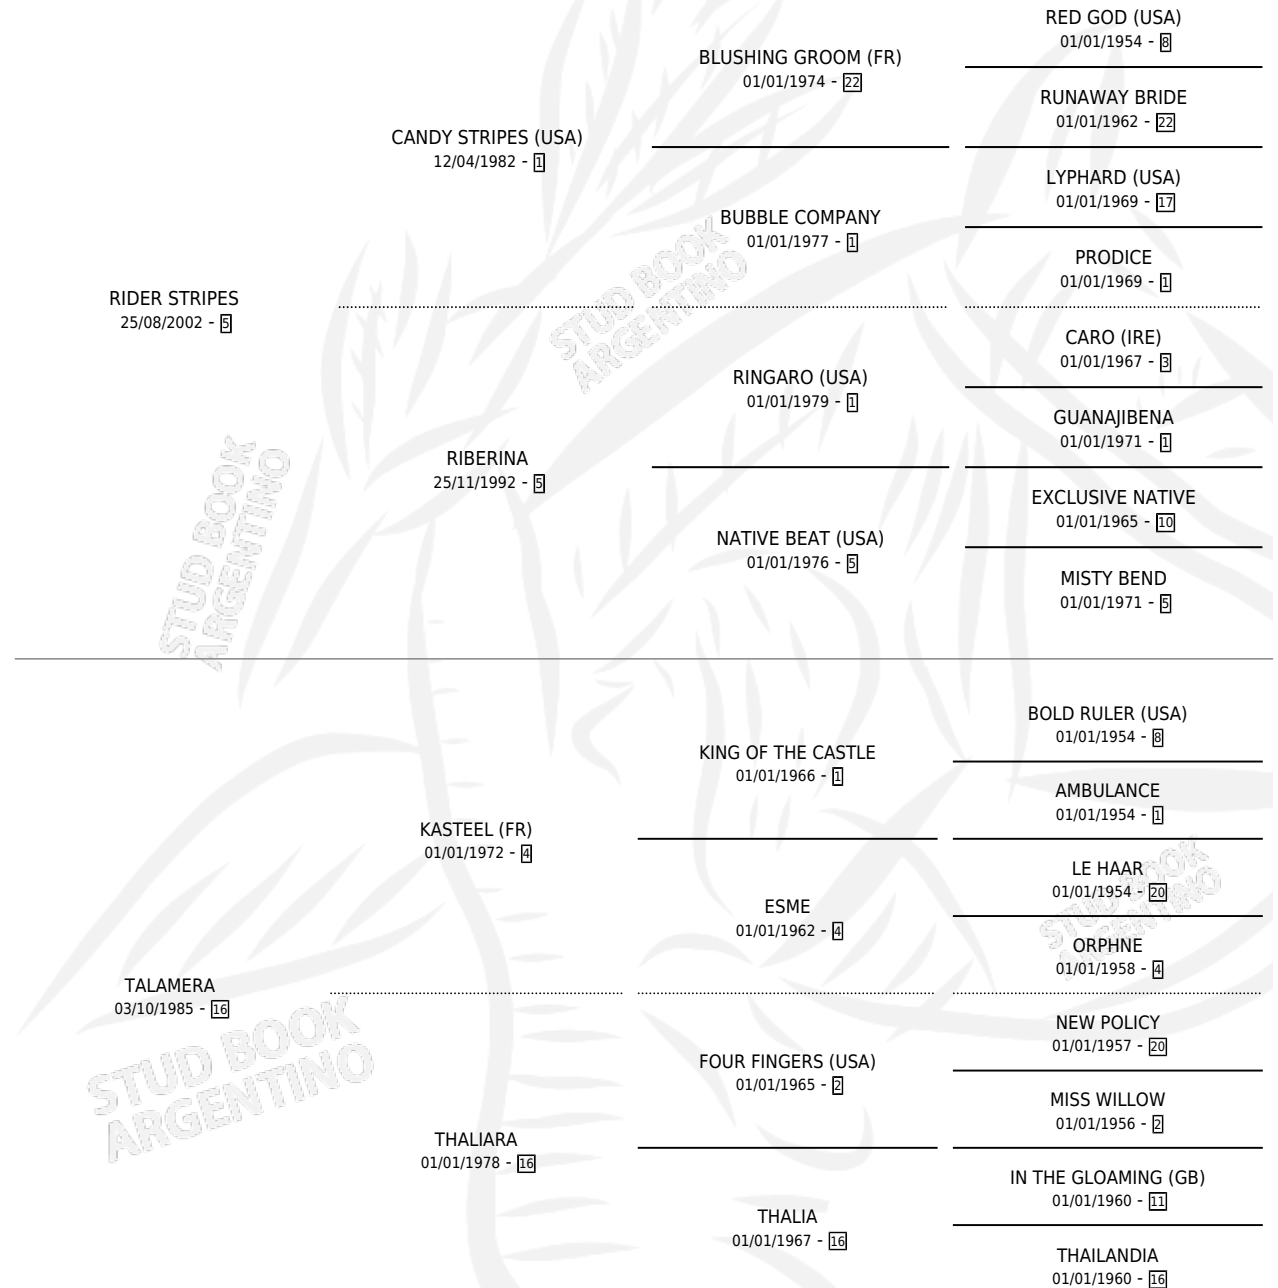 RED GOD (USA)
01/01/1954 - 8
BLUSHING GROOM (FR)
01/01/1974 - 22
RUNAWAY BRIDE
01/01/1962 - 22
CANDY STRIPES (USA)
12/04/1982 - 1
LYPHARD (USA)
01/01/1969 - 17
BUBBLE COMPANY
01/01/1977 - 1
PRODICE
01/01/1969 - 1
RIDER STRIPES
25/08/2002 - 5
STUD BOOK
ARGENTINO
CARO (IRE)
01/01/1967 - 3
RINGARO (USA)
01/01/1979 - 1
GUANAJIBENA
01/01/1971 - 1
RIBERINA
25/11/1992 - 5
EXCLUSIVE NATIVE
01/01/1965 - 10
NATIVE BEAT (USA)
01/01/1976 - 5
MISTY BEND
01/01/1971 - 5
STUD BOOK
ARGENTINO
BOLD RULER (USA)
01/01/1954 - 8
KING OF THE CASTLE
01/01/1966 - 1
AMBULANCE
01/01/1954 - 1
KASTEEL (FR)
01/01/1972 - 4
LE HAAR
01/01/1954 - 20
ESME
01/01/1962 - 4
STUD BOOK
ARGENTINO
ORPHNE
01/01/1958 - 4
TALAMERA
03/10/1985 - 16
STUD BOOK
ARGENTINO
NEW POLICY
01/01/1957 - 20
FOUR FINGERS (USA)
01/01/1965 - 2
MISS WILLOW
01/01/1956 - 2
THALIARA
01/01/1978 - 16
IN THE GLOAMING (GB)
01/01/1960 - 11
THALIA
01/01/1967 - 16
THAILANDIA
01/01/1960 - 16